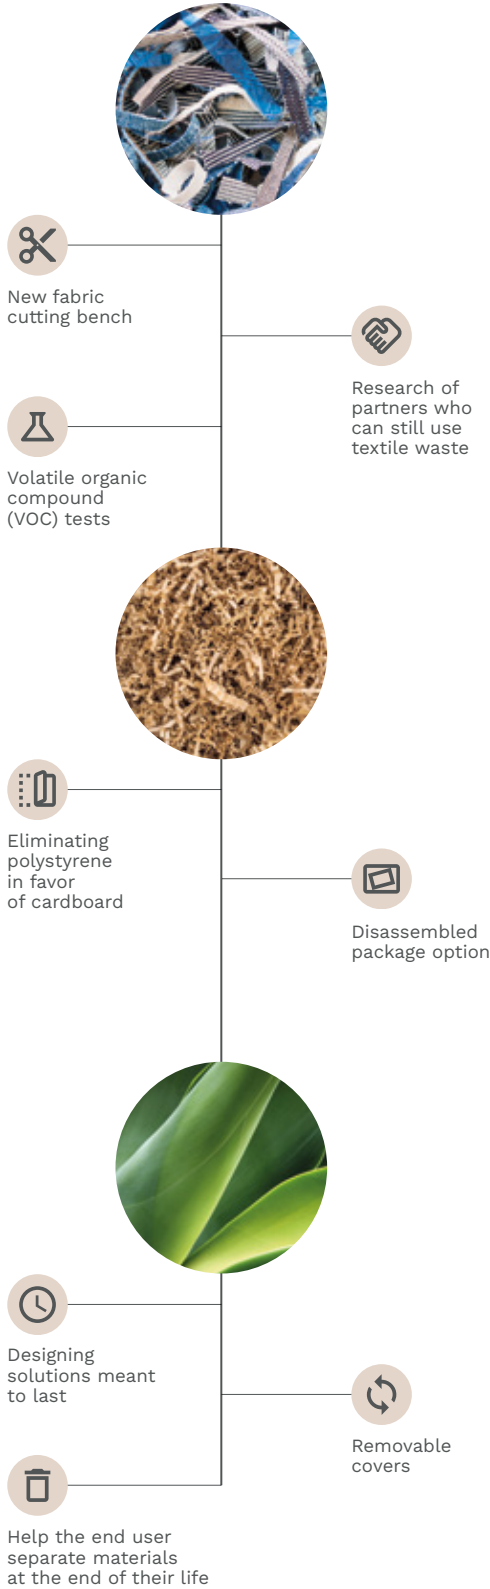 New fabric
cutting bench
Research of
partners who
can still use
textile waste
Volatile organic
compound
(VOC) tests
Eliminating
polystyrene
in favor
of cardboard
Disassembled
package option
Designing
solutions meant
to last
Removable
covers
Help the end user
separate materials
at the end of their life